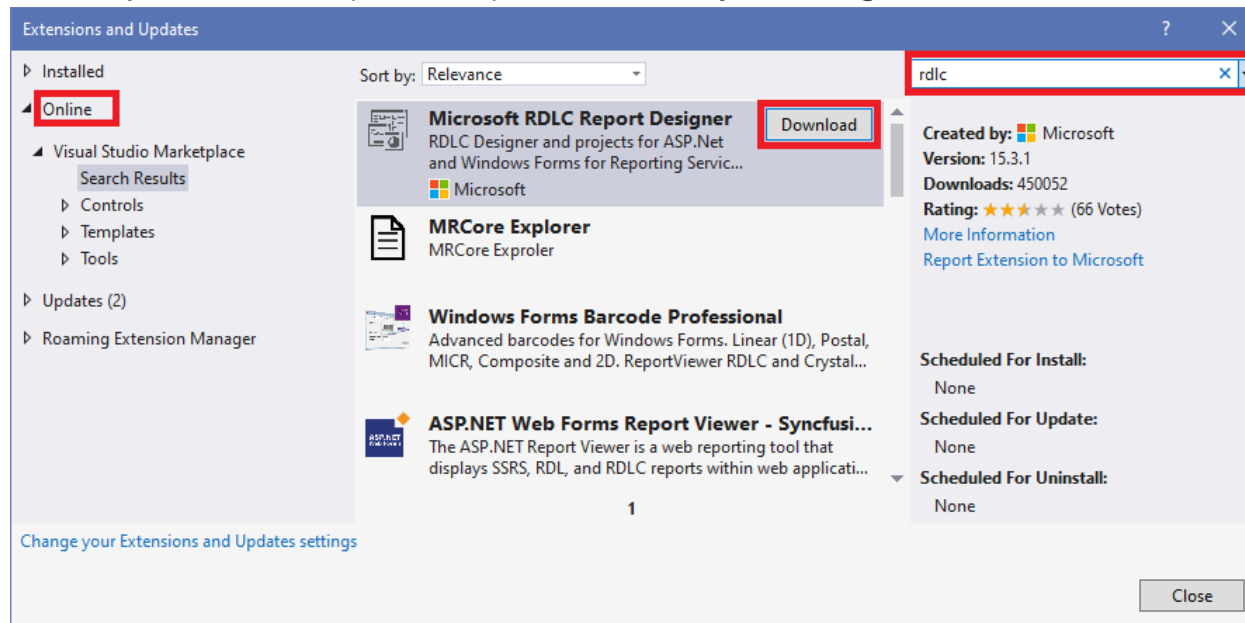 Extensions and Updates
?
Installed
Online
Visual Studio Marketplace
Search Results
Controls
Templates
Tools
Updates (2)
Roaming Extension Manager
Sort by: Relevance
Microsoft RDLC Report Designer
Download
RDLC Designer and projects for ASP.Net
and Windows Forms for Reporting Servic...
Microsoft
MRCore Explorer
MRCore Exproler
Windows Forms Barcode Professional
Advanced barcodes for Windows Forms. Linear (1D), Postal,
MICR, Composite and 2D. ReportViewer RDLC and Crystal...
ASP.NET Web Forms Report Viewer - Syncfusi...
The ASP.NET Report Viewer is a web reporting tool that
displays SSRS, RDL, and RDLC reports within web applicati...
1
rdlc
Created by: Microsoft
Version: 15.3.1
Downloads: 450052
Rating: ★★★★★ (66 Votes)
More Information
Report Extension to Microsoft
Scheduled For Install:
None
Scheduled For Update:
None
Scheduled For Uninstall:
None
Change your Extensions and Updates settings
Close